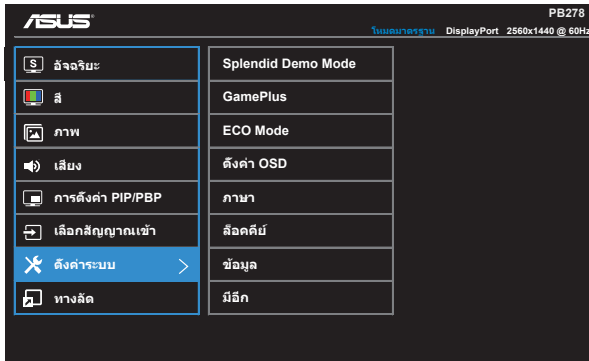 ASUS
PB278
โหมดมาตรฐาน DisplayPort 2560x1440 @ 60Hz
S อัจฉริยะ
สี
ภาพ
เสียง
การตั้งค่า PIP/PBP
เลือกสัญญาณเข้า
ตั้งค่าระบบ
ทางลัด
Splendid Demo Mode
GamePlus
ECO Mode
ตั้งค่า OSD
ภาษา
ล็อคคีย์
ข้อมูล
มีอีก